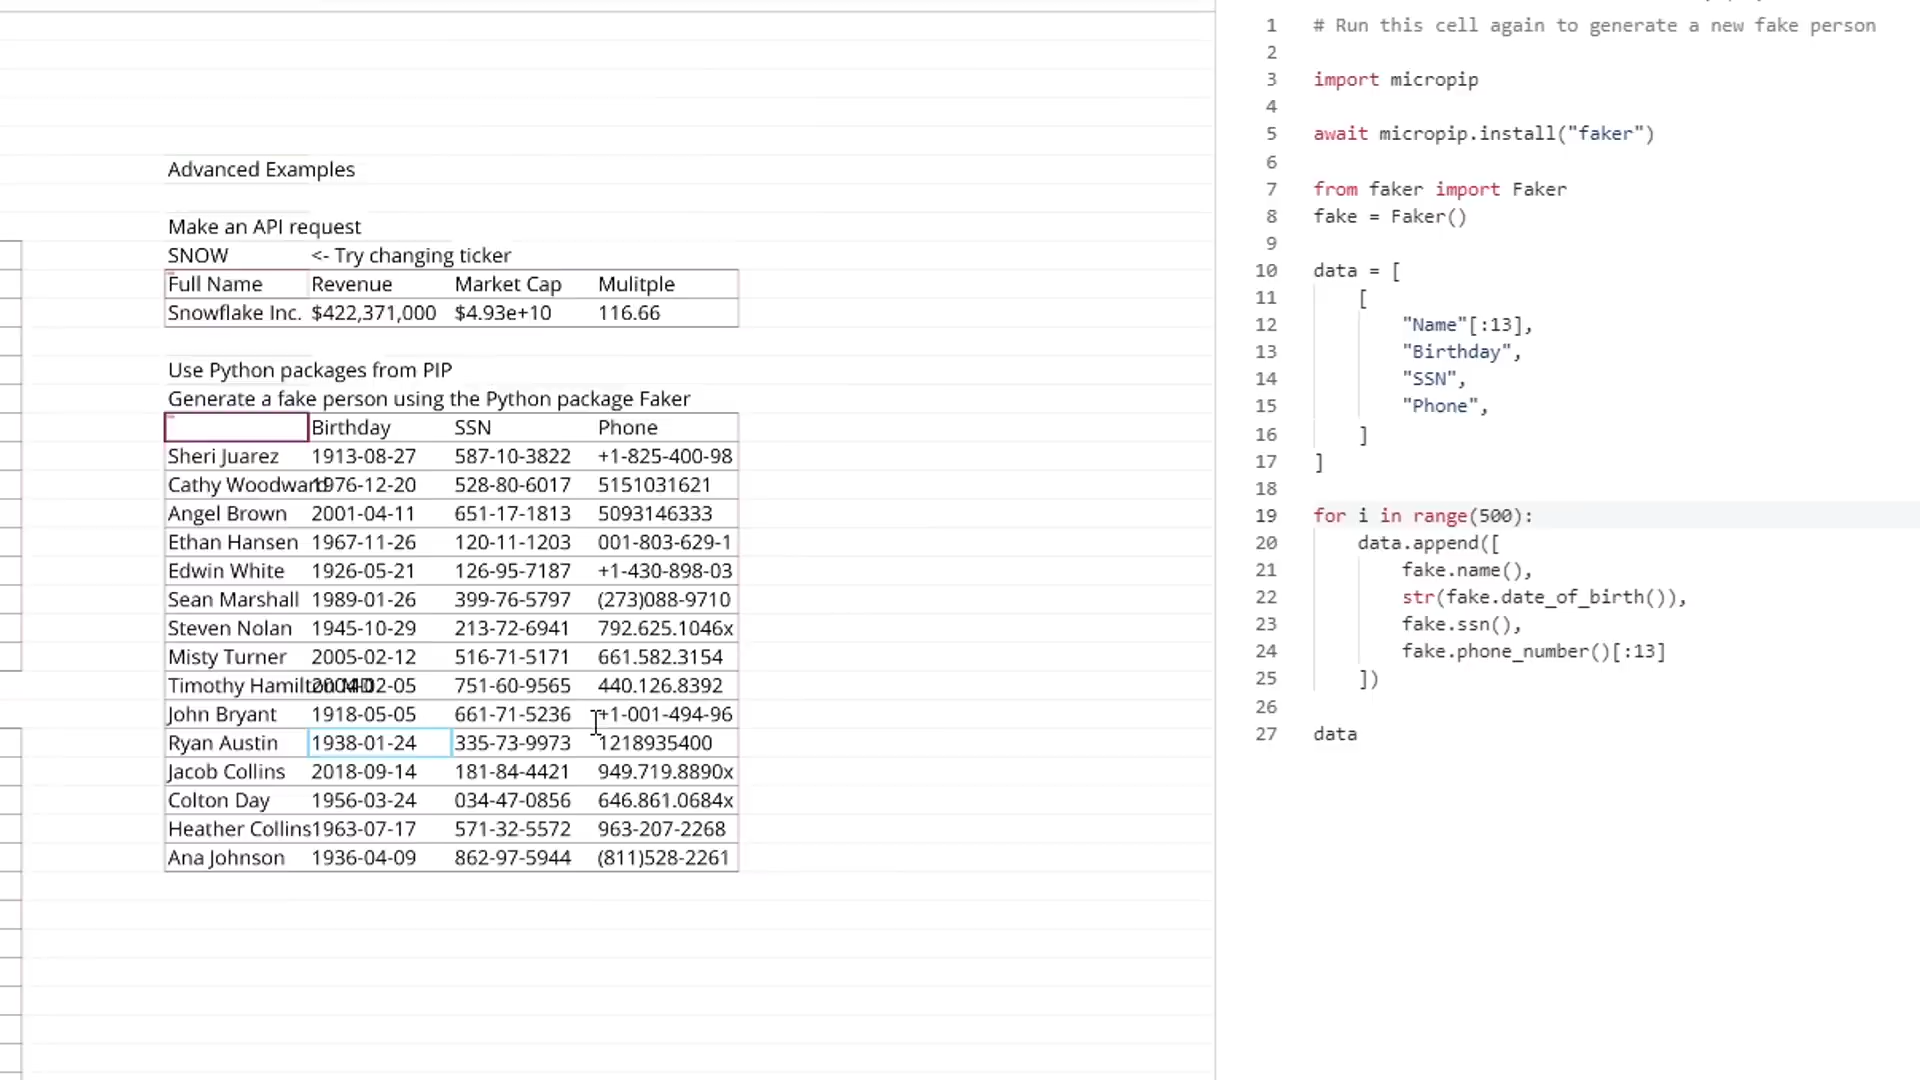 Advanced Examples
Make an API request
SNOW <- Try changing ticker
Full Name Revenue Market Cap Mulitple
Snowflake Inc. $422,371,000 $4.93e+10 116.66
Use Python packages from PIP
Generate a fake person using the Python package Faker
Birthday SSN Phone
Sheri Juarez 1913-08-27 587-10-3822 +1-825-400-98
Cathy Woodward 1976-12-20 528-80-6017 5151031621
Angel Brown 2001-04-11 651-17-1813 5093146333
Ethan Hansen 1967-11-26 120-11-1203 001-803-629-1
Edwin White 1926-05-21 126-95-7187 +1-430-898-03
Sean Marshall 1989-01-26 399-76-5797 (273)088-9710
Steven Nolan 1945-10-29 213-72-6941 792.625.1046x
Misty Turner 2005-02-12 516-71-5171 661.582.3154
Timothy Hamilton MD 2004-02-05 751-60-9565 440.126.8392
John Bryant 1918-05-05 661-71-5236 +1-001-494-96
Ryan Austin 1938-01-24 335-73-9973 1218935400
Jacob Collins 2018-09-14 181-84-4421 949.719.8890x
Colton Day 1956-03-24 034-47-0856 646.861.0684x
Heather Collins 1963-07-17 571-32-5572 963-207-2268
Ana Johnson 1936-04-09 862-97-5944 (811)528-2261
1 # Run this cell again to generate a new fake person
2
3 import micropip
4
5 await micropip.install("faker")
6
7 from faker import Faker
8 fake = Faker()
9
10 data = [
11 [
12 "Name"[:13],
13 "Birthday",
14 "SSN",
15 "Phone",
16 ]
17 ]
18
19 for i in range(500):
20 data.append([
21 fake.name(),
22 str(fake.date_of_birth()),
23 fake.ssn(),
24 fake.phone_number()[:13]
25 ])
26
27 data